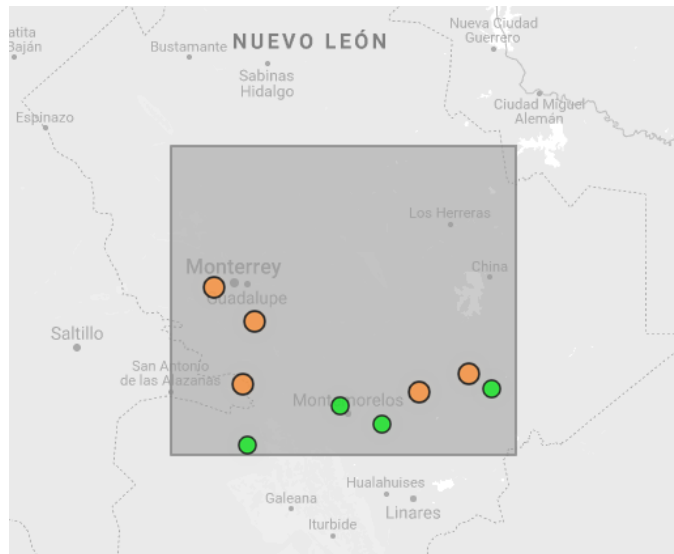 atita
Baján
Bustamante
NUEVO LEÓN
Nueva Ciudad
Guerrero
Sabinas
Hidalgo
Ciudad Miguel
Alemán
Espinazo
Los Herreras
Monterrey
China
Guadalupe
Saltillo
San Antonio
de las Alazanas
Montemorelos
Hualahuises
Galeana
Linares
Iturbide